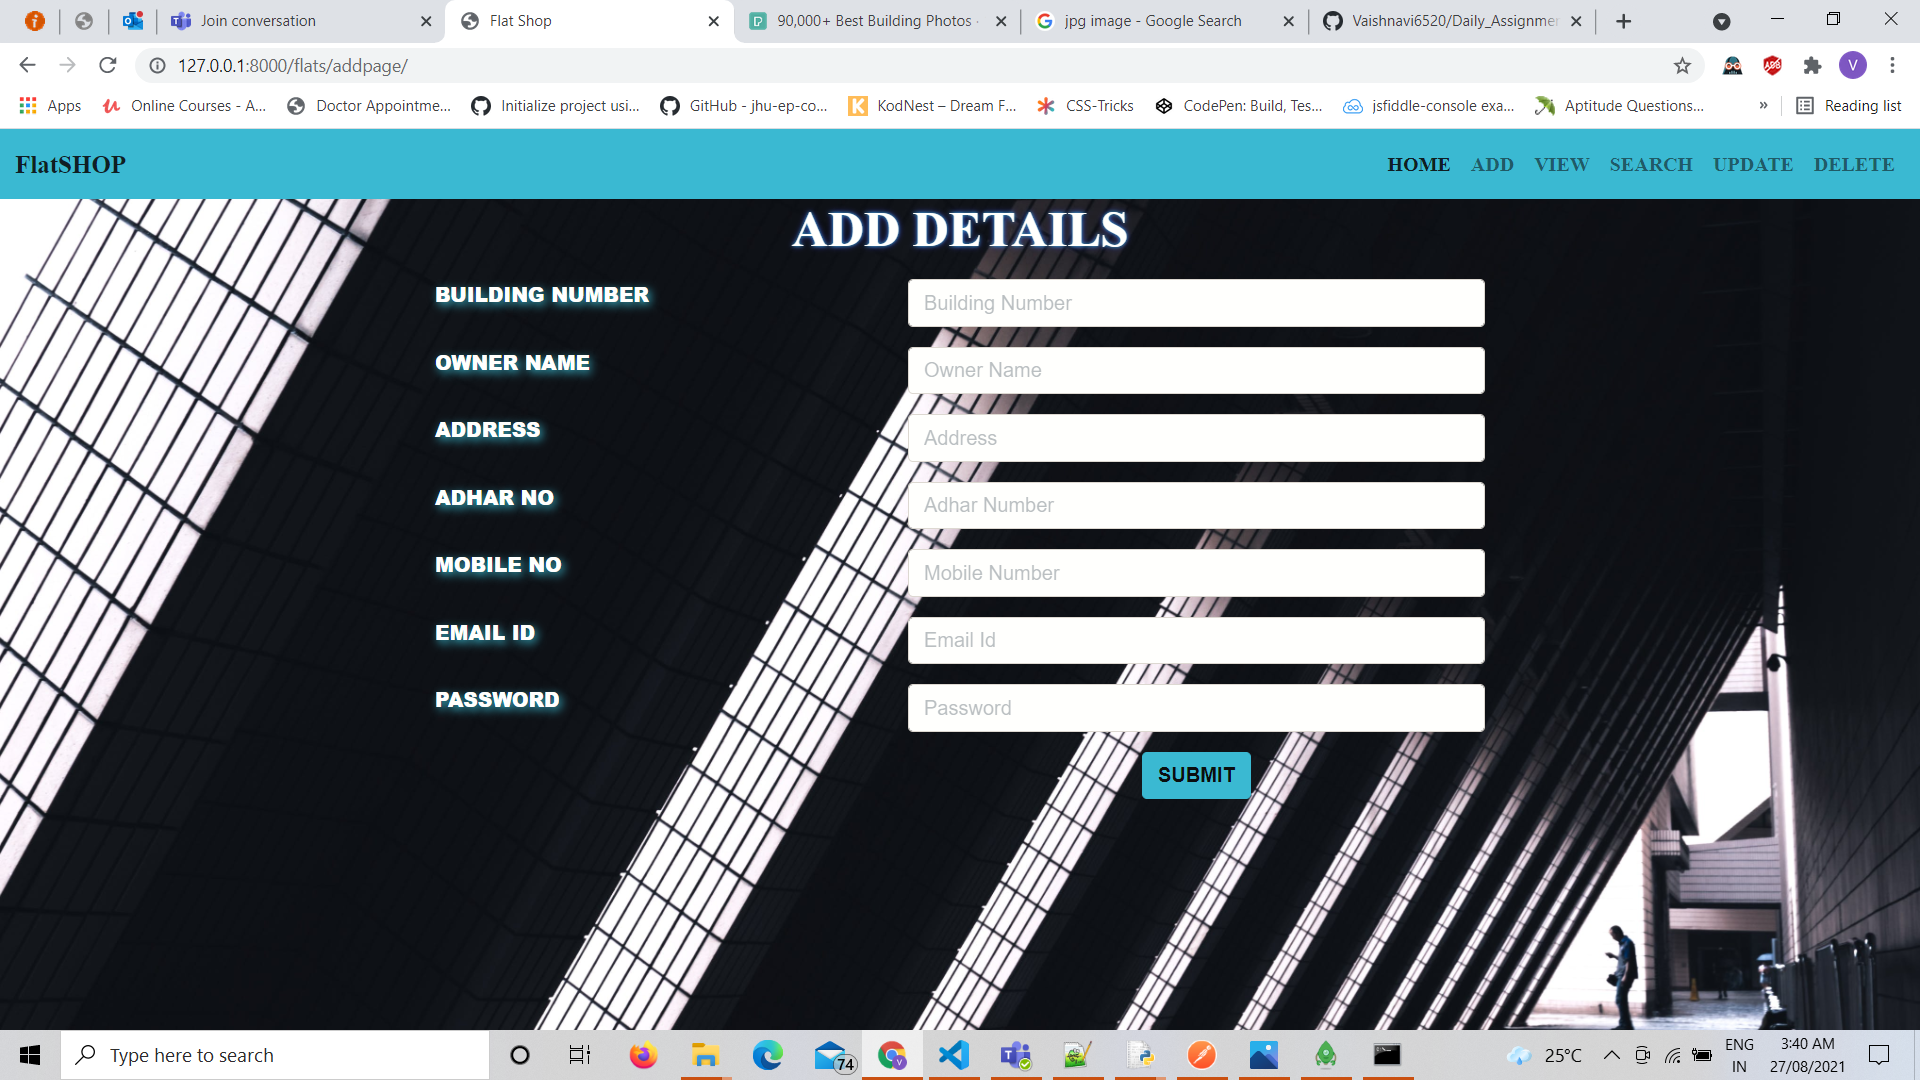 Join conversation
Flat Shop
90,000+ Best Building Photos
jpg image - Google Search
Vaishnavi6520/Daily_Assignmen
127.0.0.1:8000/flats/addpage/
V
Apps
Online Courses - A...
Doctor Appointme...
Initialize project usi...
GitHub - jhu-ep-co...
KodNest – Dream F...
CSS-Tricks
CodePen: Build, Tes...
jsfiddle-console exa...
Aptitude Questions...
»
Reading list
FlatSHOP
HOME
ADD
VIEW
SEARCH
UPDATE
DELETE
ADD DETAILS
BUILDING NUMBER
Building Number
OWNER NAME
Owner Name
ADDRESS
Address
ADHAR NO
Adhar Number
MOBILE NO
Mobile Number
EMAIL ID
Email Id
PASSWORD
Password
SUBMIT
Type here to search
74
25°C
ENG
IN
3:40 AM
27/08/2021